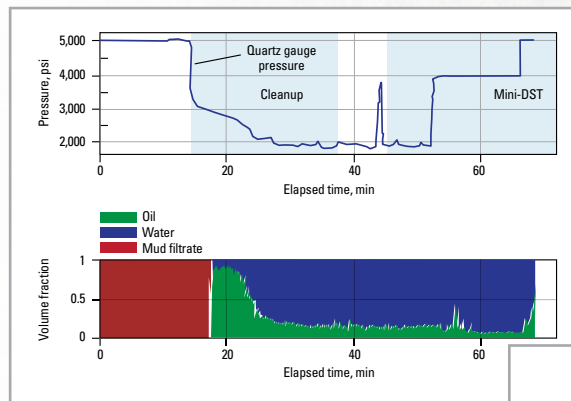 5,000
4,000
3,000
2,000
Pressure, psi
Quartz gauge
pressure
Cleanup
Mini-DST
0 20 40 60
Elapsed time, min
Oil
Water
Mud filtrate
1
0.5
0
Volume fraction
0 20 40 60
Elapsed time, min